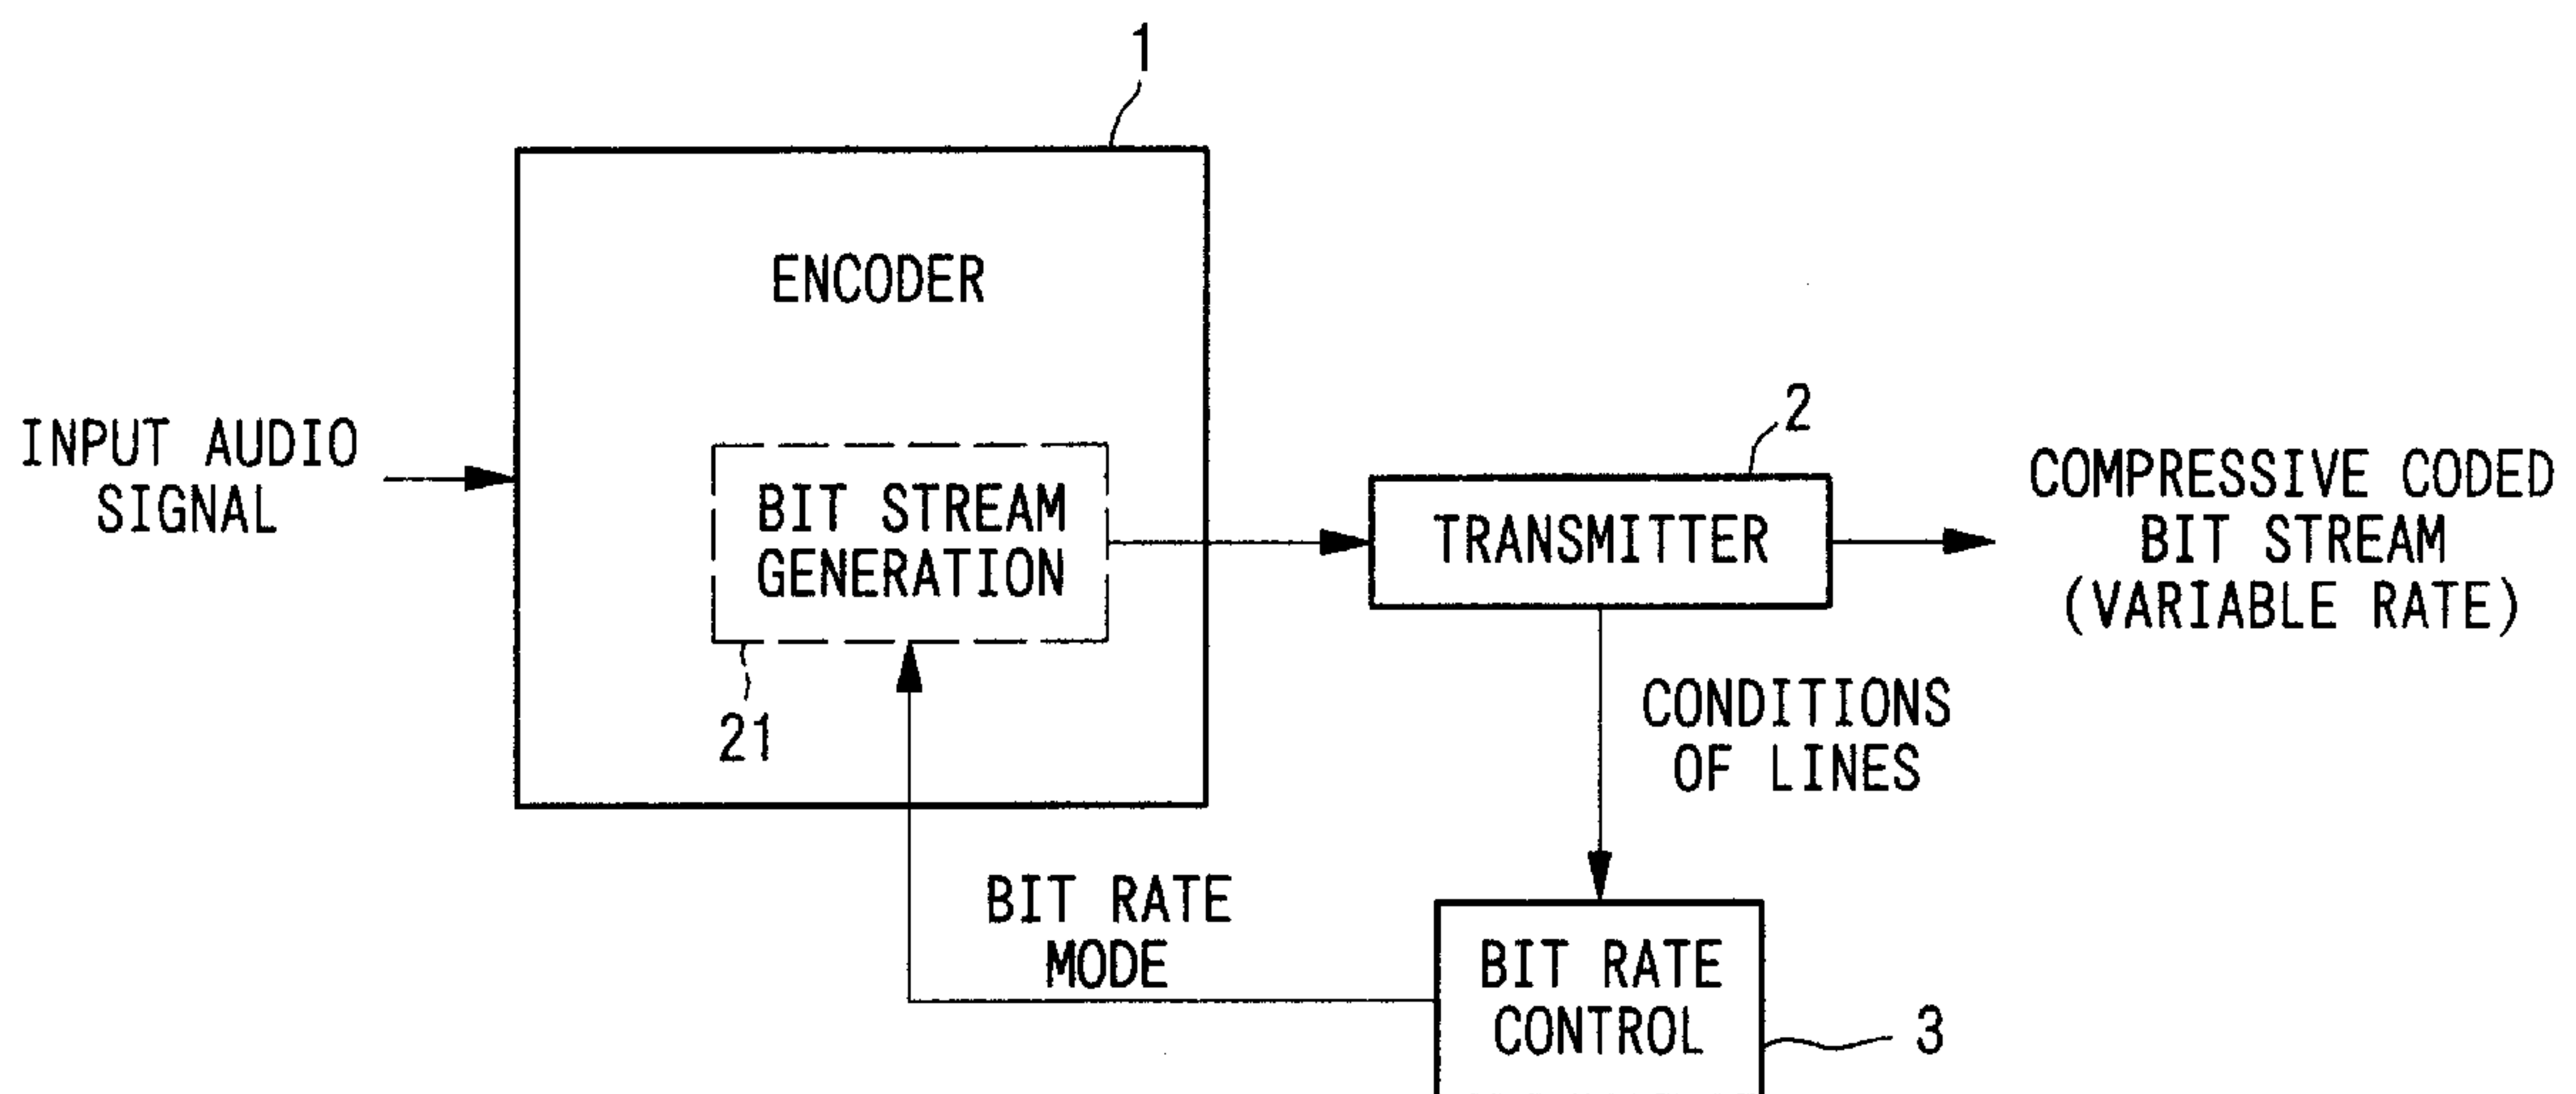 1
ENCODER
INPUT AUDIO
SIGNAL
BIT STREAM
GENERATION
21
2
TRANSMITTER
COMPRESSIVE CODED
BIT STREAM
(VARIABLE RATE)
CONDITIONS
OF LINES
BIT RATE
MODE
BIT RATE
CONTROL
3